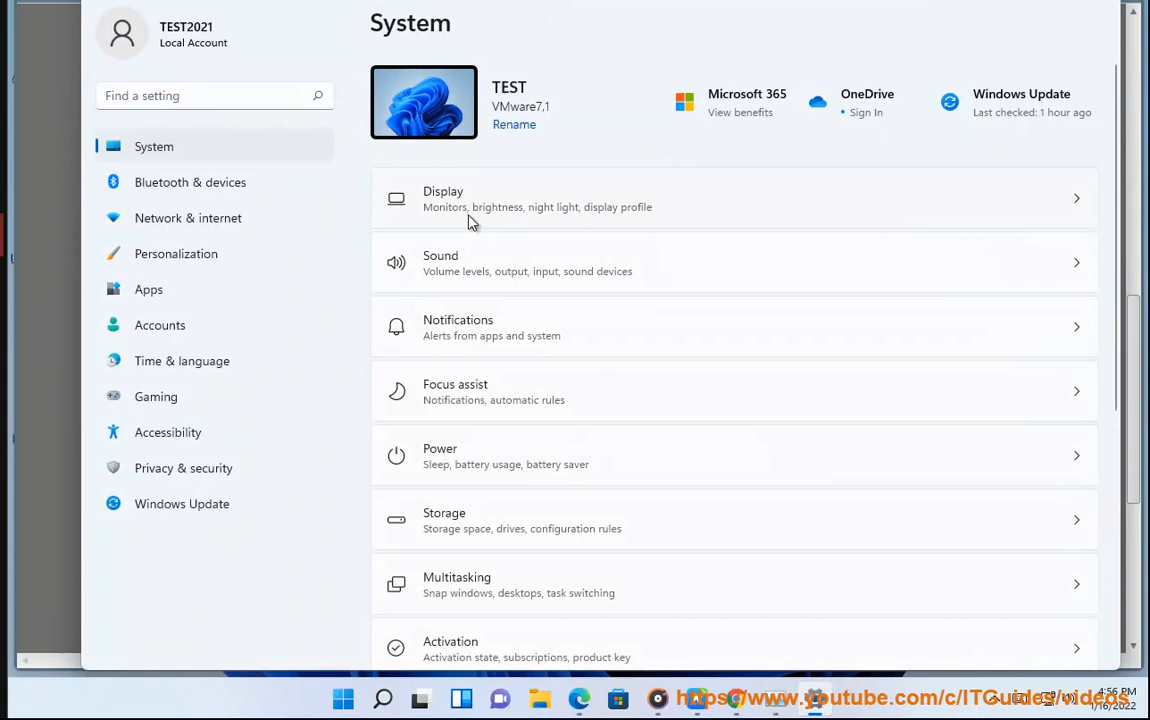 TEST2021
Local Account
Find a setting
System
Bluetooth & devices
Network & internet
Personalization
Apps
Accounts
Time & language
Gaming
Accessibility
Privacy & security
Windows Update
System
TEST
VMware7,1
Rename
Microsoft 365
View benefits
OneDrive
• Sign In
Windows Update
Last checked: 1 hour ago
Display
Monitors, brightness, night light, display profile
Sound
Volume levels, output, input, sound devices
Notifications
Alerts from apps and system
Focus assist
Notifications, automatic rules
Power
Sleep, battery usage, battery saver
Storage
Storage space, drives, configuration rules
Multitasking
Snap windows, desktops, task switching
Activation
Activation state, subscriptions, product key
https://www.youtube.com/c/ITGuides/videos
4:56 PM
1/16/2022